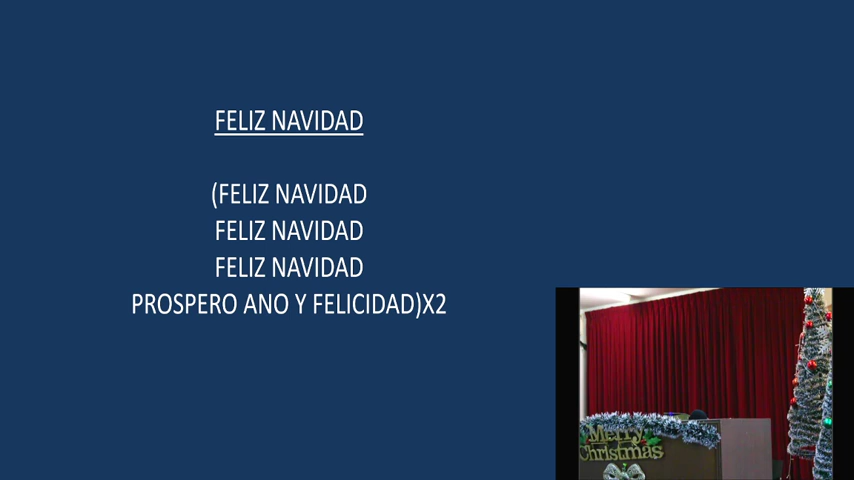 FELIZ NAVIDAD
(FELIZ NAVIDAD
FELIZ NAVIDAD
FELIZ NAVIDAD
PROSPERO ANO Y FELICIDAD)X2
Merry
Christmas